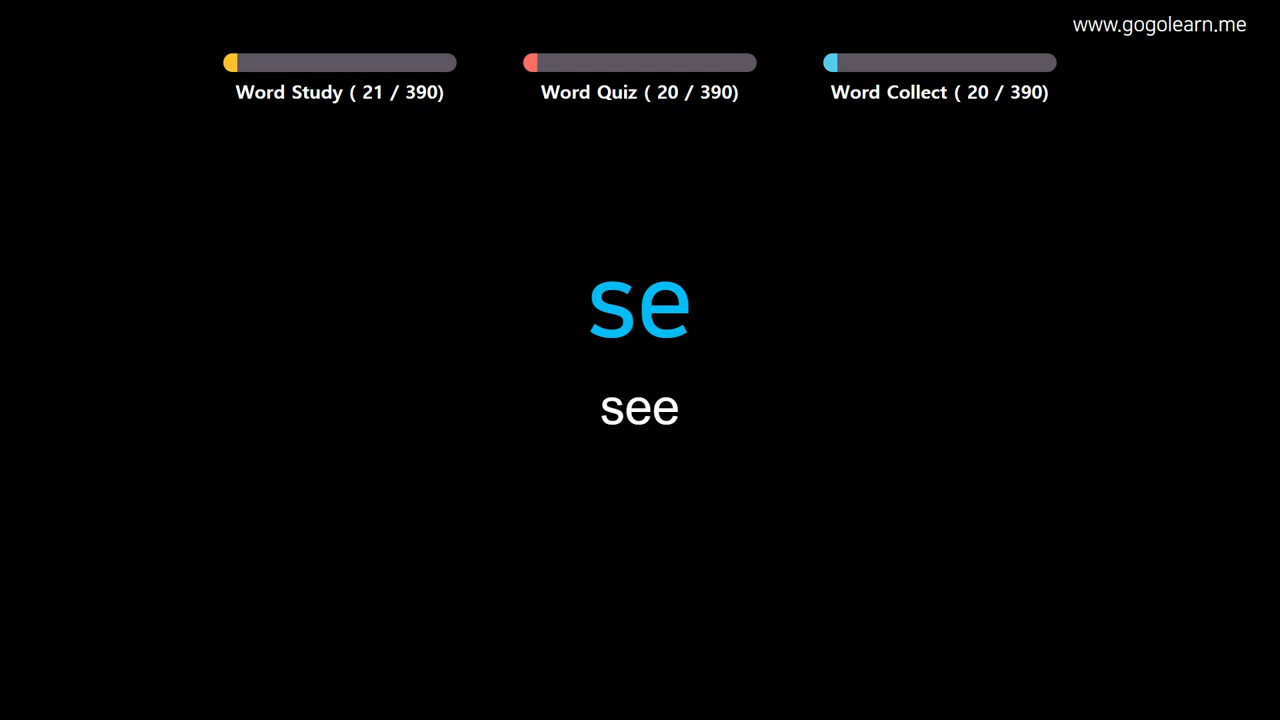 www.gogolearn.me
Word Study ( 21 / 390)
Word Quiz ( 20 / 390)
Word Collect ( 20 / 390)
se
see